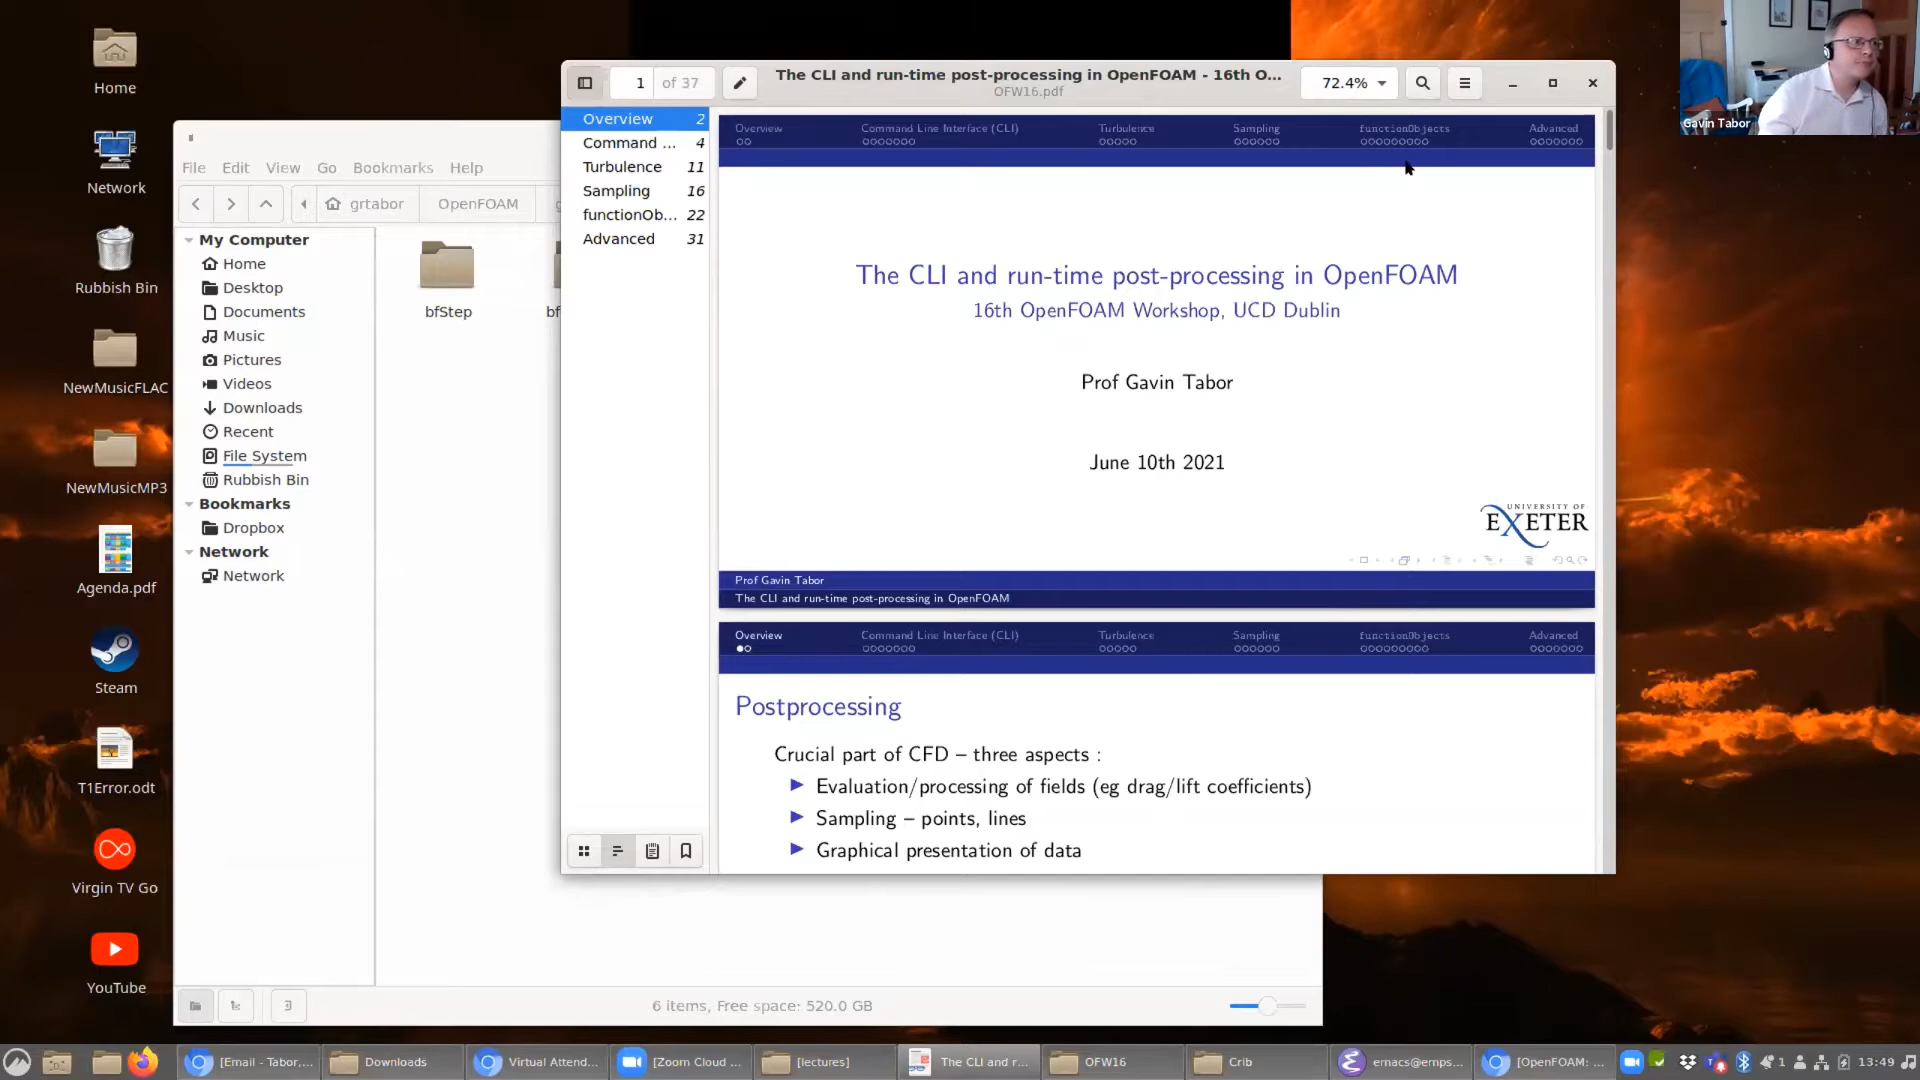 Home
Network
Rubbish Bin
NewMusicFLAC
NewMusicMP3
Agenda.pdf
Steam
T1Error.odt
Virgin TV Go
YouTube
File Edit View Go Bookmarks Help
grtabor OpenFOAM
My Computer
Home
Desktop
Documents
Music
Pictures
Videos
Downloads
Recent
File System
Rubbish Bin
Bookmarks
Dropbox
Network
Network
bfStep
bf
6 items, Free space: 520.0 GB
1 of 37
The CLI and run-time post-processing in OpenFOAM - 16th O...
OFW16.pdf
72.4%
Overview 2
Command ... 4
Turbulence 11
Sampling 16
functionOb... 22
Advanced 31
Overview Command Line Interface (CLI) Turbulence Sampling functionObjects Advanced
The CLI and run-time post-processing in OpenFOAM
16th OpenFOAM Workshop, UCD Dublin
Prof Gavin Tabor
June 10th 2021
UNIVERSITY OF
EXETER
Prof Gavin Tabor
The CLI and run-time post-processing in OpenFOAM
Overview Command Line Interface (CLI) Turbulence Sampling functionObjects Advanced
Postprocessing
Crucial part of CFD – three aspects :
Evaluation/processing of fields (eg drag/lift coefficients)
Sampling – points, lines
Graphical presentation of data
Gavin Tabor
[Email - Tabor,...
Downloads
Virtual Attend...
[Zoom Cloud ...
[lectures]
The CLI and r...
OFW16
Crib
emacs@emps...
[OpenFOAM: ...
1
13:49